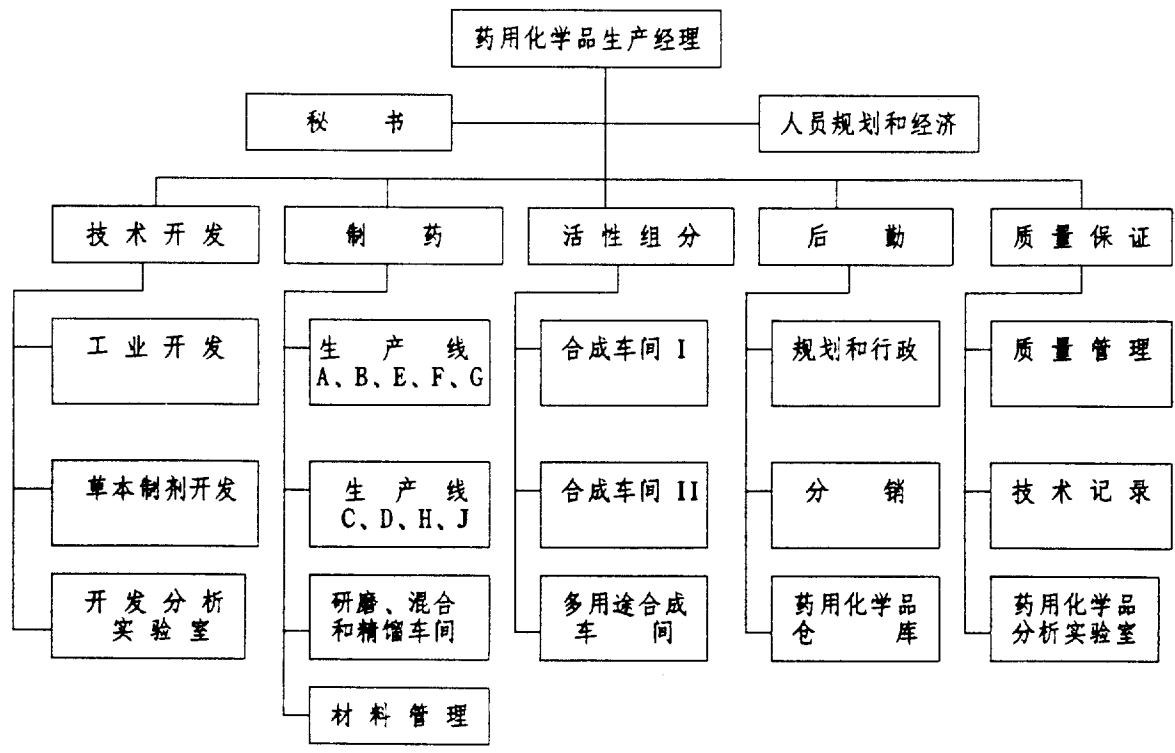 药用化学品生产经理
秘书
人员规划和经济
技术开发
制药
活性组分
后勤
质量保证
工业开发
生产线
A、B、E、F、G
合成车间 I
规划和行政
质量管理
草本制剂开发
生产线
C、D、H、J
合成车间 II
分销
技术记录
开发分析
实验室
研磨、混合
和精馏车间
多用途合成
车间
药用化学品
仓库
药用化学品
分析实验室
材料管理